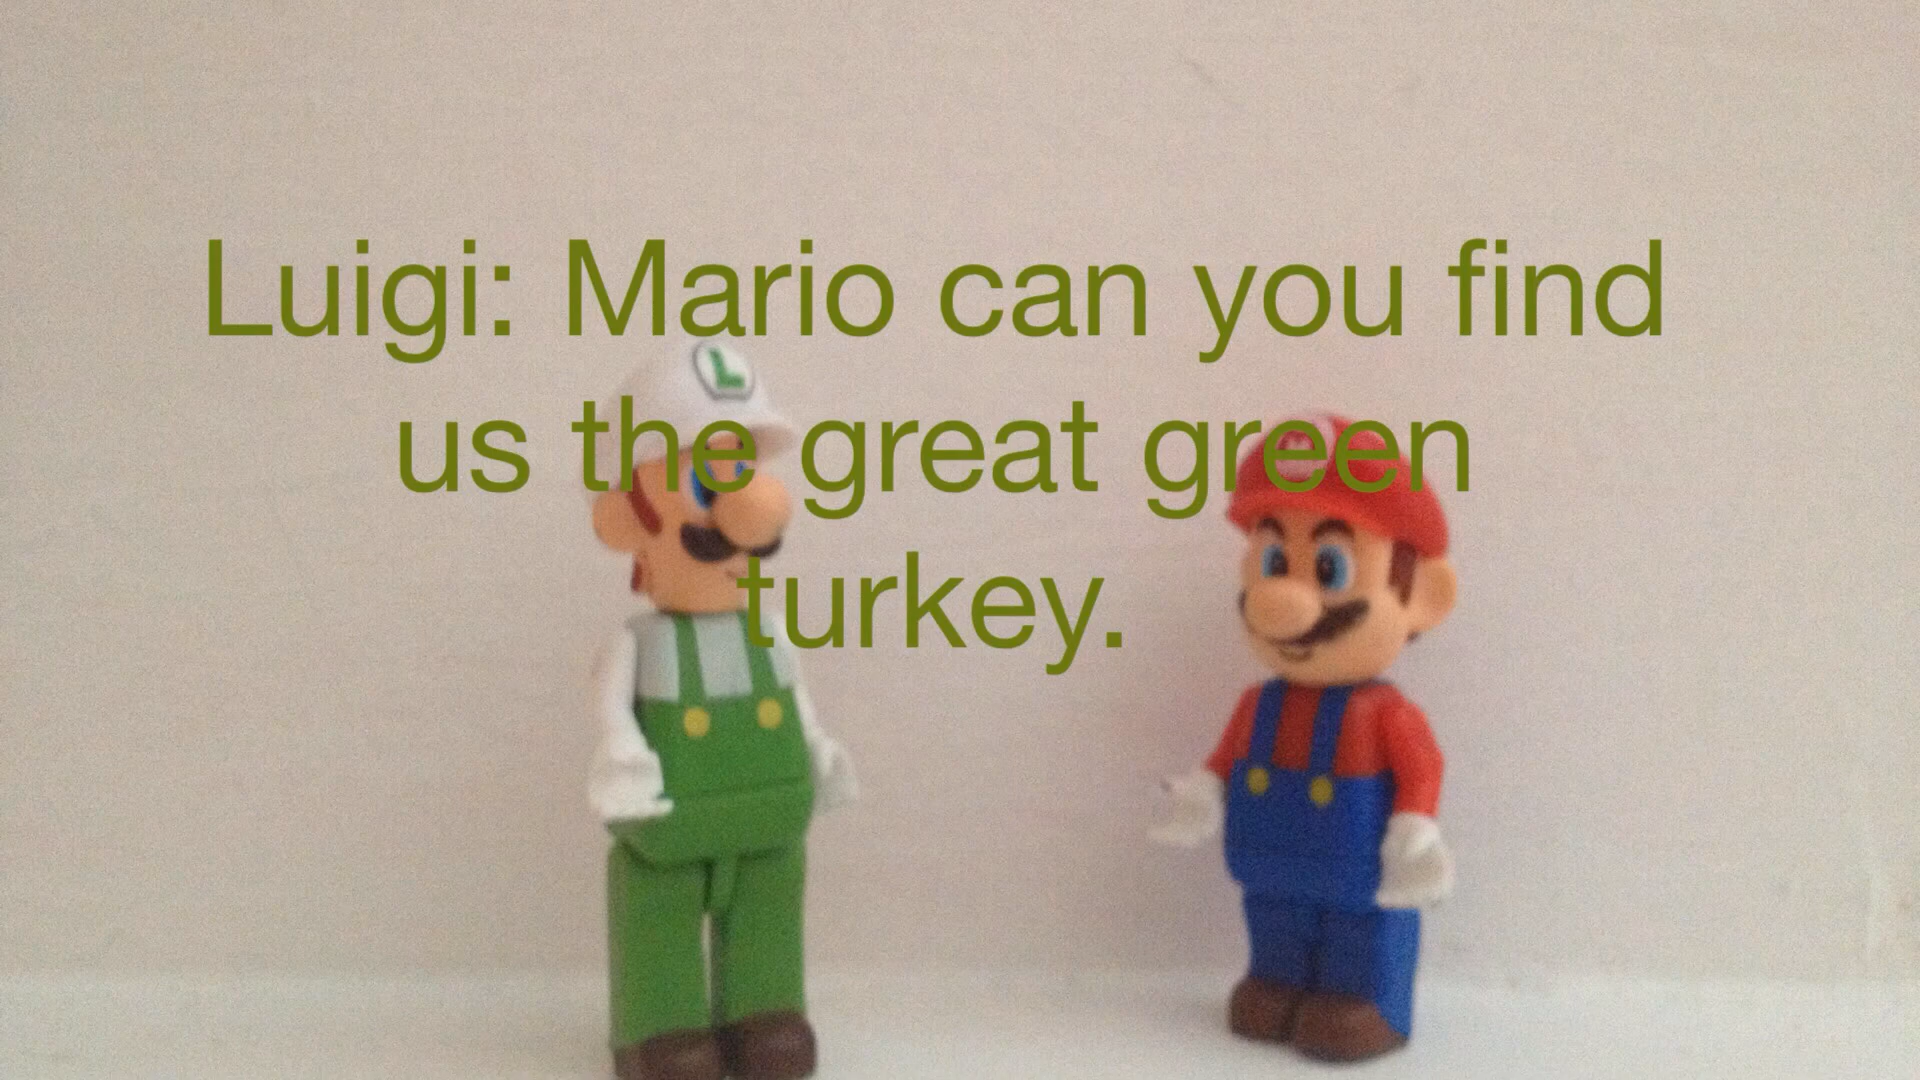 Luigi: Mario can you find
us the great green
turkey.
L
M